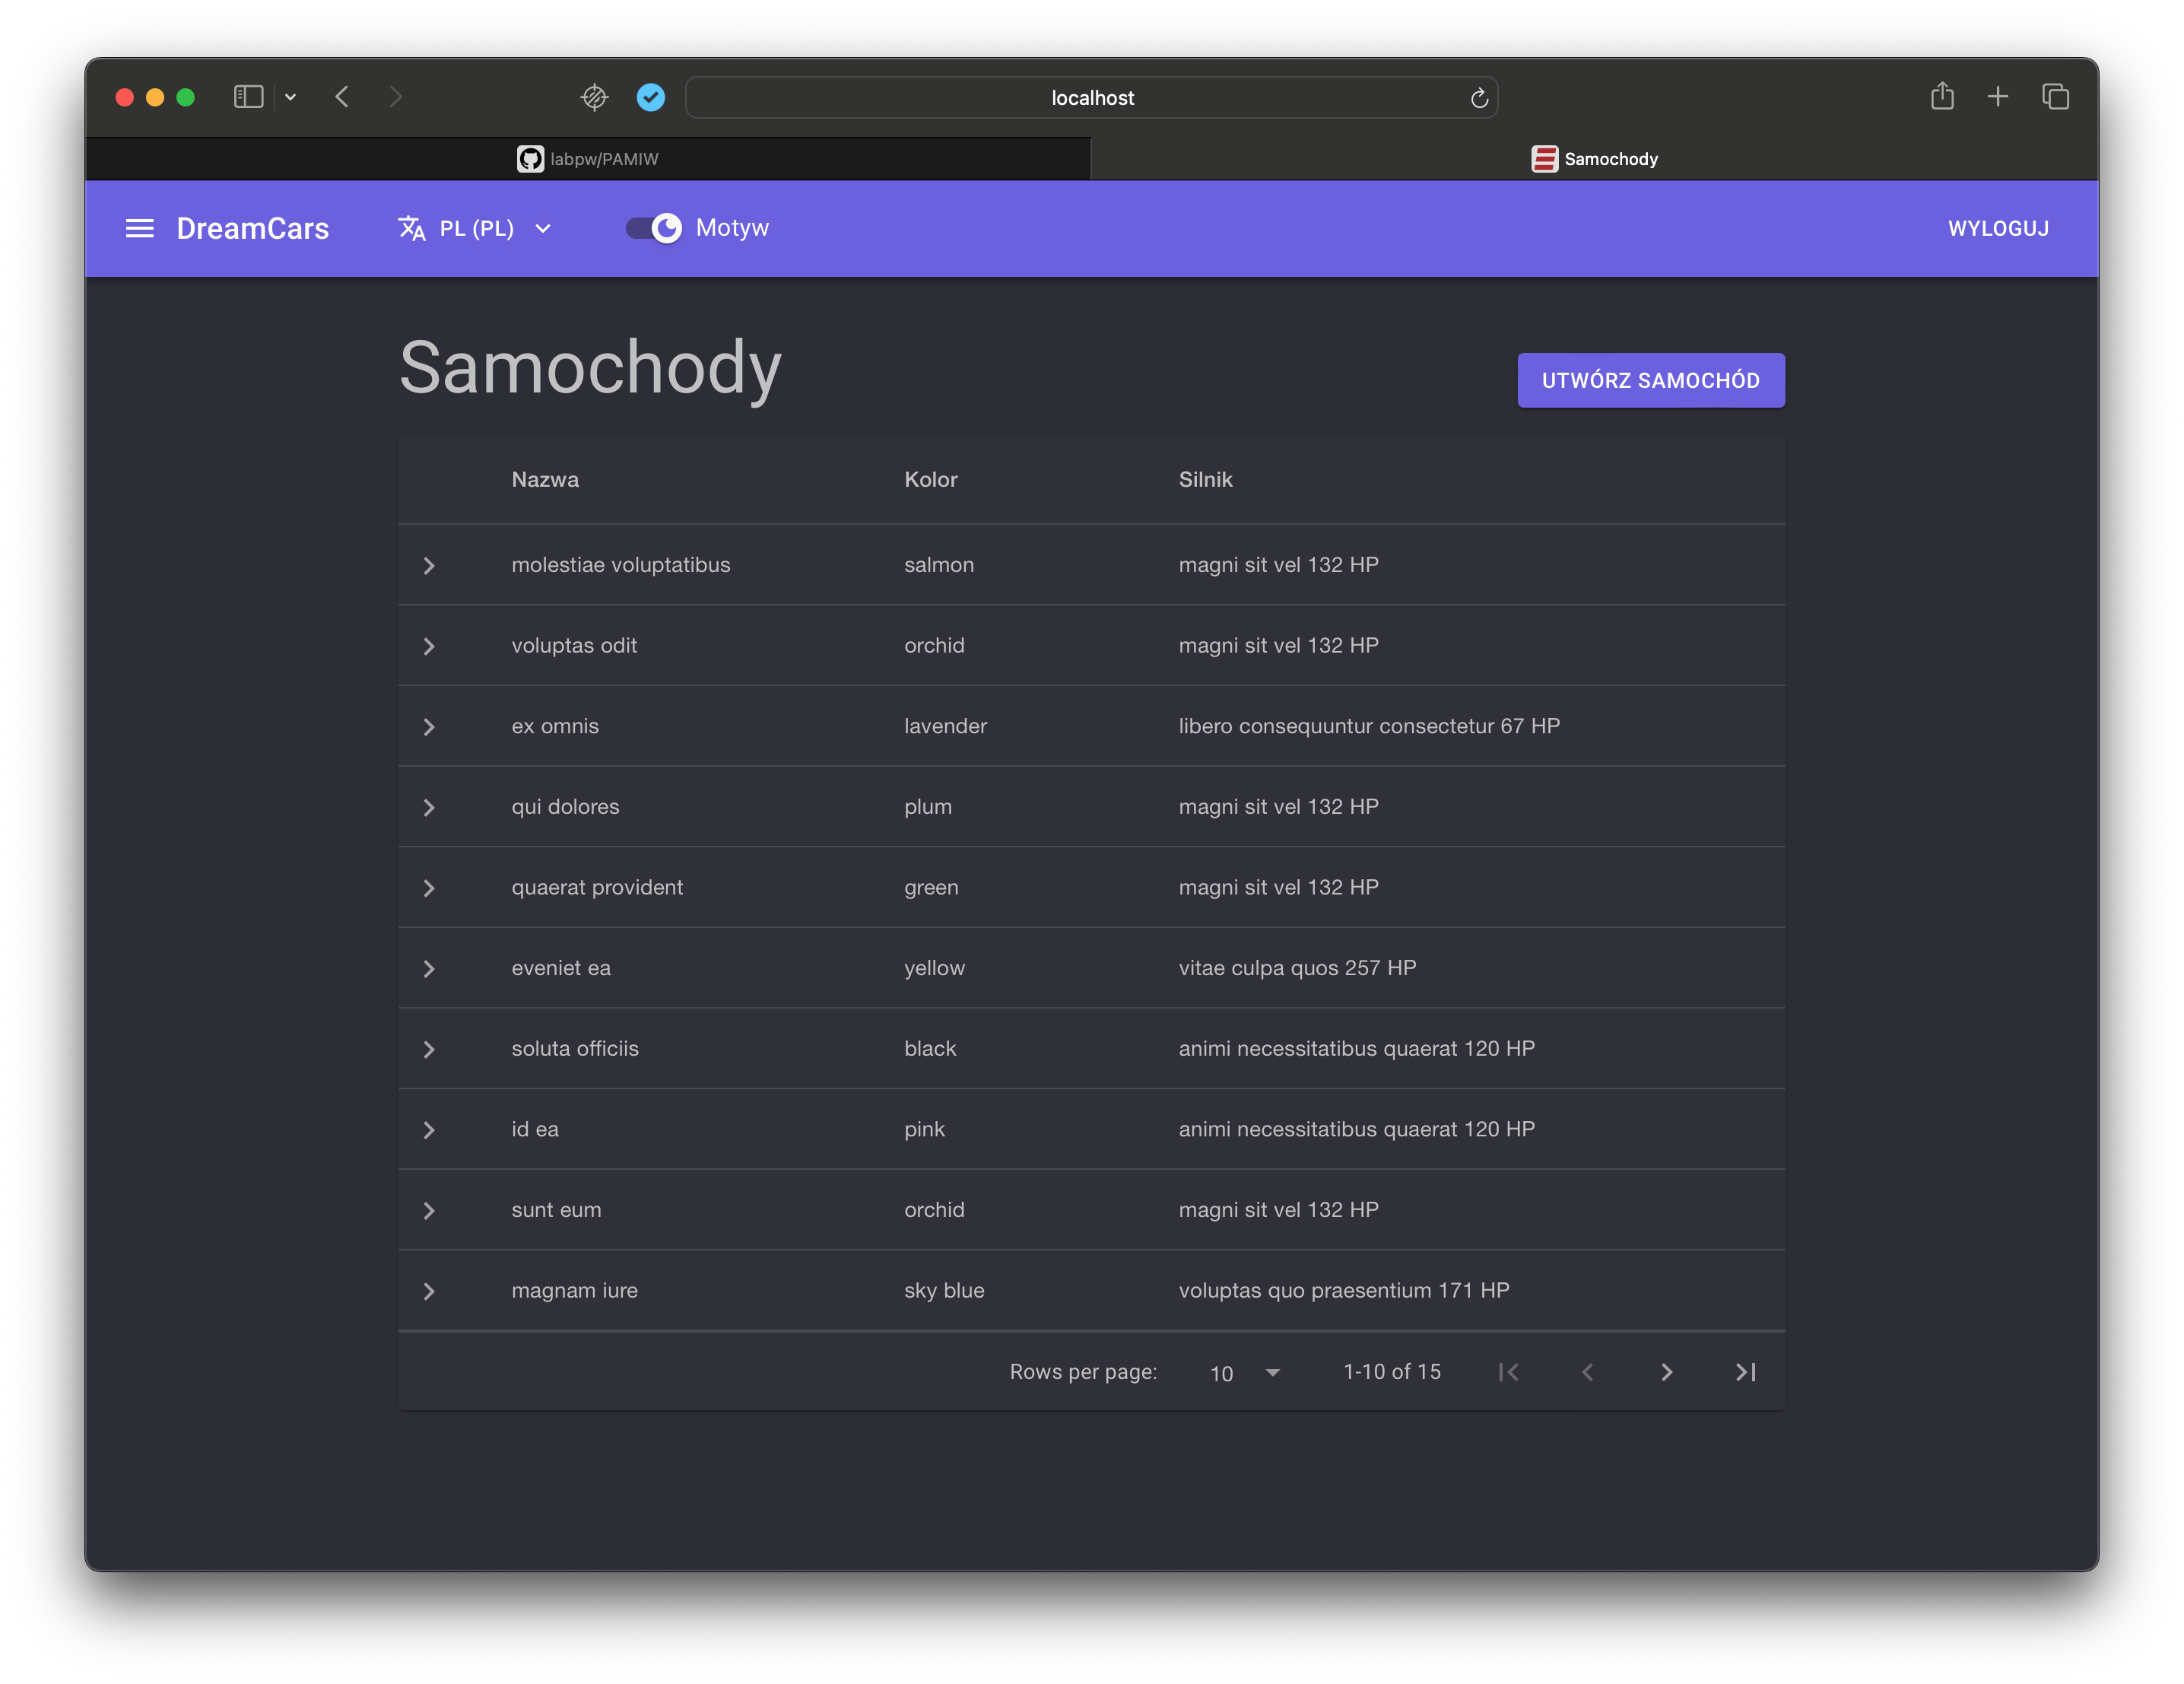 localhost
labpw/PAMIW
Samochody
DreamCars
PL (PL)
Motyw
WYLOGUJ
Samochody
UTWÓRZ SAMOCHÓD
Nazwa Kolor Silnik
molestiae voluptatibus salmon magni sit vel 132 HP
voluptas odit orchid magni sit vel 132 HP
ex omnis lavender libero consequuntur consectetur 67 HP
qui dolores plum magni sit vel 132 HP
quaerat provident green magni sit vel 132 HP
eveniet ea yellow vitae culpa quos 257 HP
soluta officiis black animi necessitatibus quaerat 120 HP
id ea pink animi necessitatibus quaerat 120 HP
sunt eum orchid magni sit vel 132 HP
magnam iure sky blue voluptas quo praesentium 171 HP
Rows per page: 10 1-10 of 15